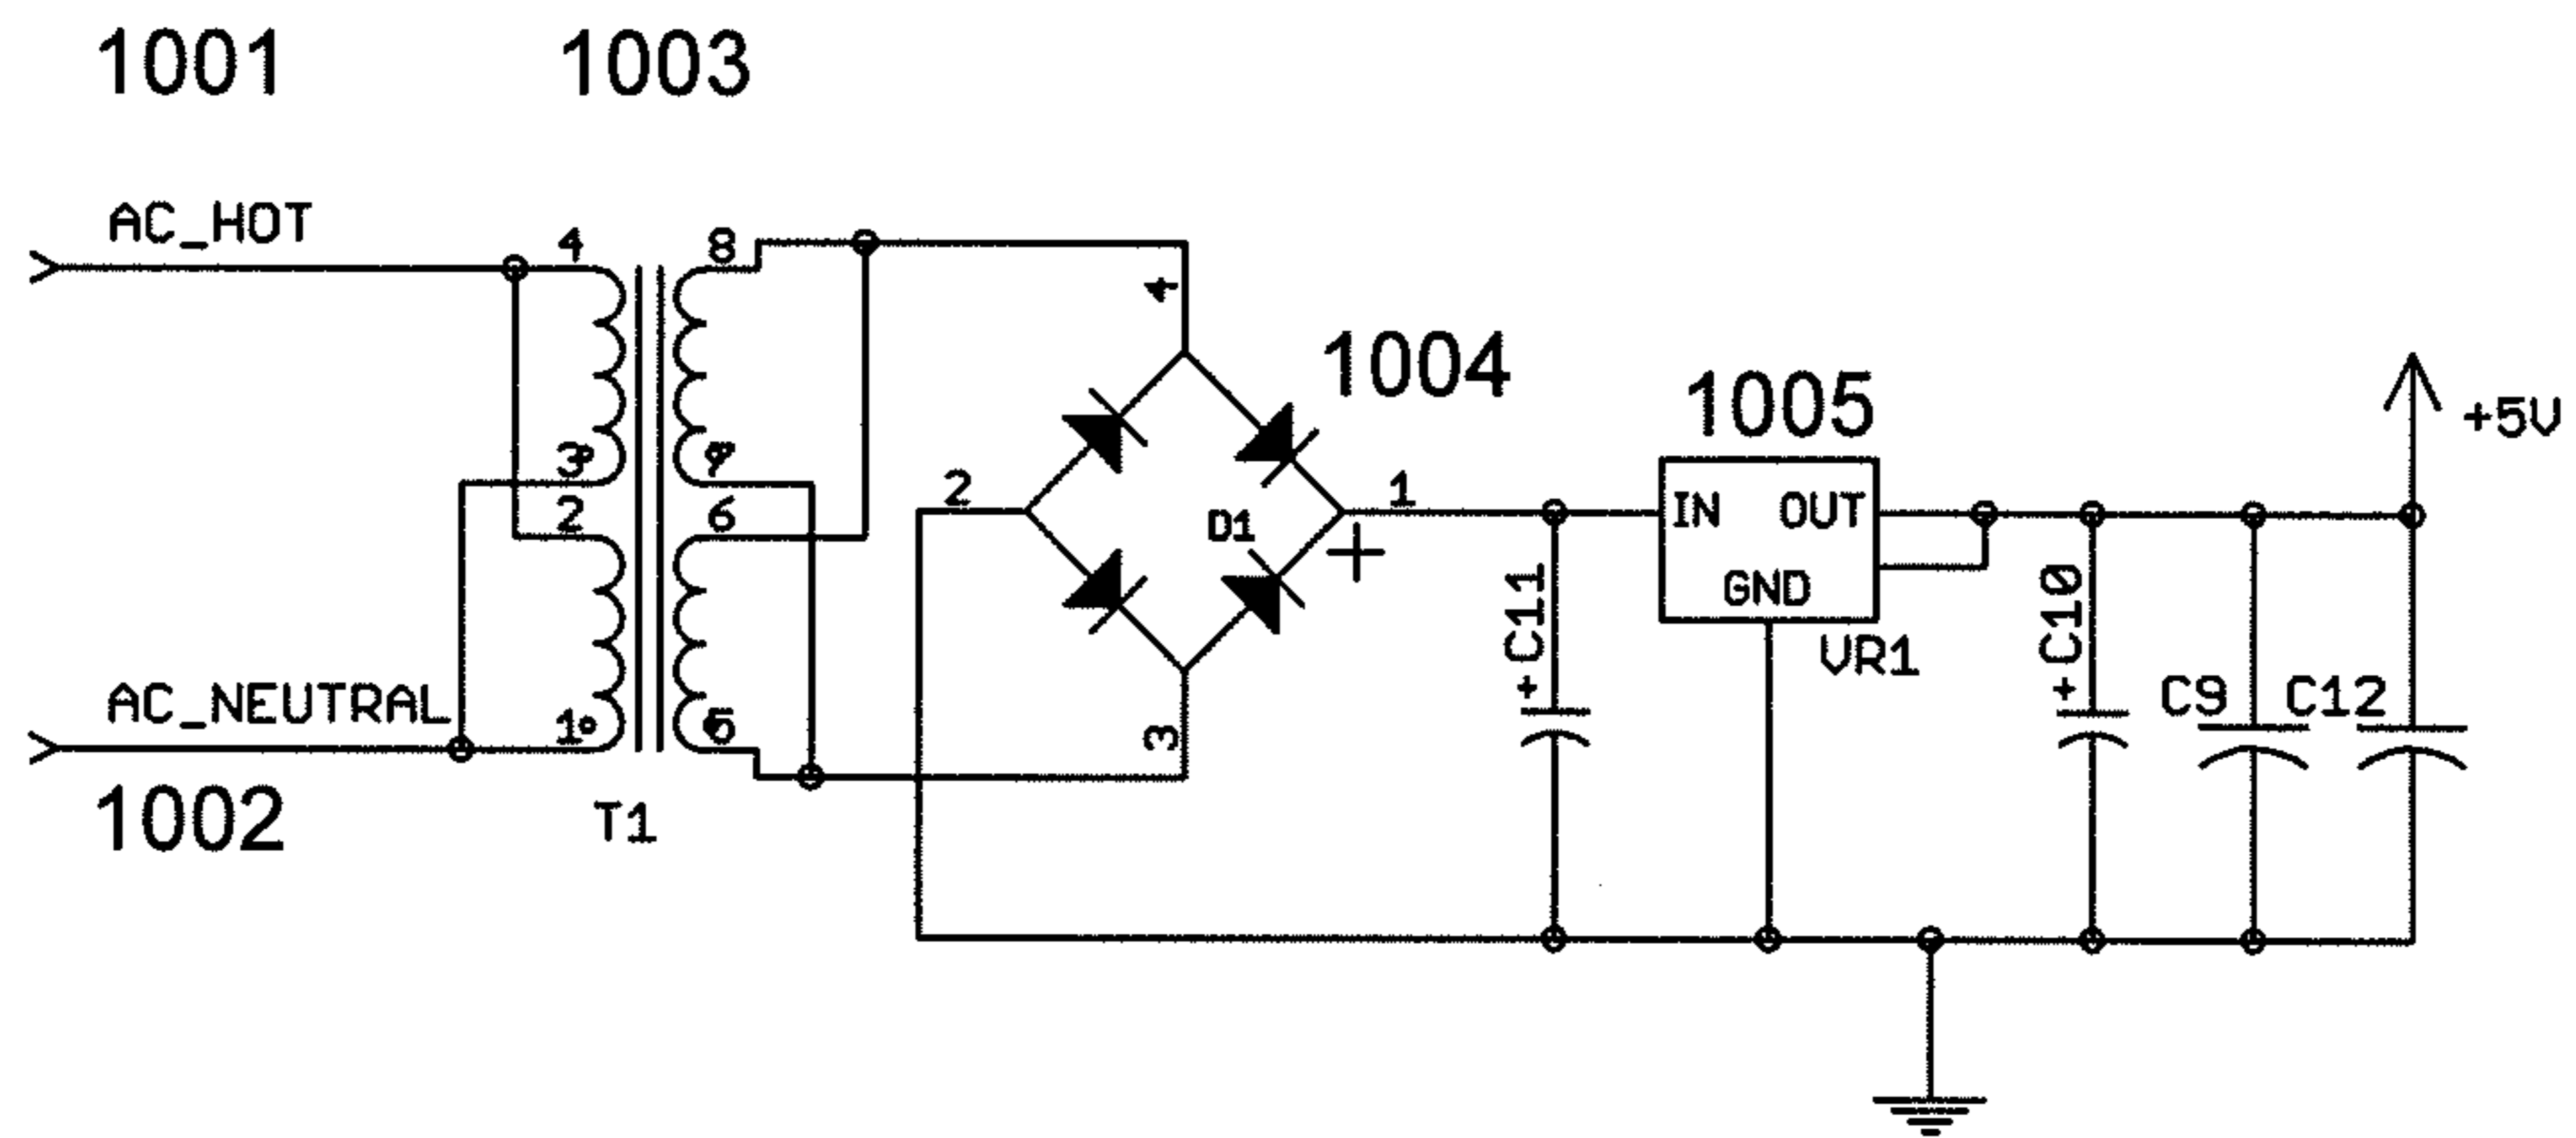 1001 1003
AC_HOT
4 8
4
1004
1005
+5V
3 7
2 6
2
1
IN OUT
D1
+
GND
+C11
+C10
VR1
AC_NEUTRAL
1 5
3
C9 C12
1002
T1